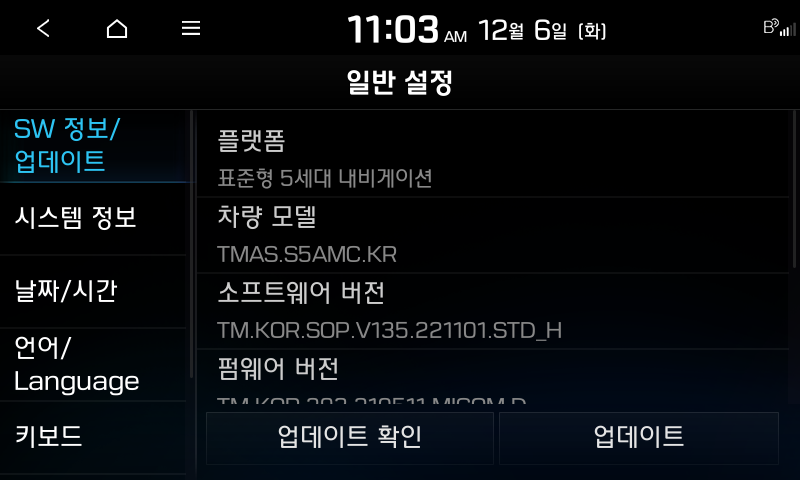 11:03 AM 12월 6일 (화)
B
일반 설정
SW 정보/
업데이트
시스템 정보
날짜/시간
언어/
Language
키보드
플랫폼
표준형 5세대 내비게이션
차량 모델
TMAS.S5AMC.KR
소프트웨어 버전
TM.KOR.SOP.V135.221101.STD_H
펌웨어 버전
업데이트 확인
업데이트